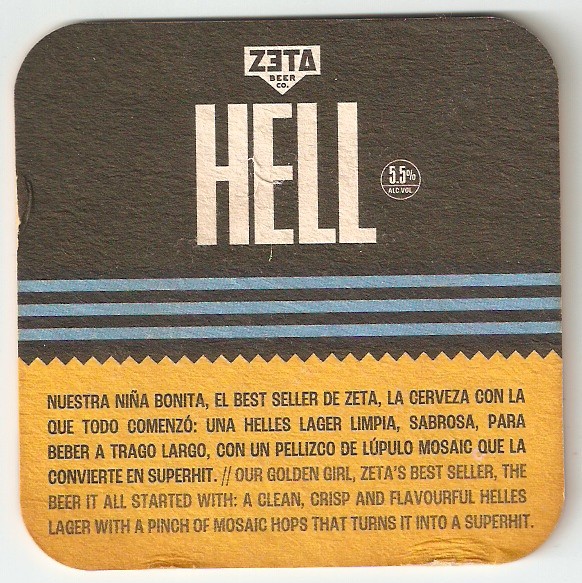 ZETA
BEER
CO.
HELL
5.5%
ALC.VOL.
NUESTRA NIÑA BONITA, EL BEST SELLER DE ZETA, LA CERVEZA CON LA
QUE TODO COMENZÓ: UNA HELLES LAGER LIMPIA, SABROSA, PARA
BEBER A TRAGO LARGO, CON UN PELLIZCO DE LÚPULO MOSAIC QUE LA
CONVIERTE EN SUPERHIT. // OUR GOLDEN GIRL, ZETA'S BEST SELLER, THE
BEER IT ALL STARTED WITH: A CLEAN, CRISP AND FLAVOURFUL HELLES
LAGER WITH A PINCH OF MOSAIC HOPS THAT TURNS IT INTO A SUPERHIT.